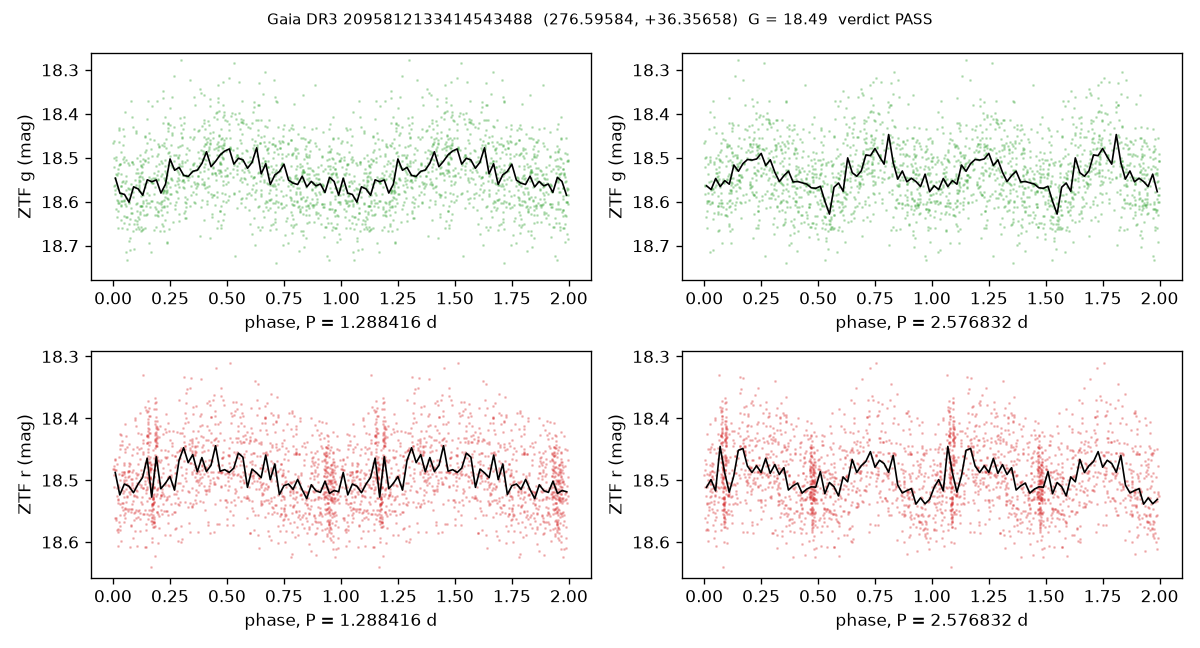 Gaia DR3 2095812133414543488 (276.59584, +36.35658) G = 18.49 verdict PASS
18.3
18.4
18.5
18.6
18.7
ZTF g (mag)
0.00 0.25 0.50 0.75 1.00 1.25 1.50 1.75 2.00
phase, P = 1.288416 d
18.3
18.4
18.5
18.6
18.7
ZTF g (mag)
0.00 0.25 0.50 0.75 1.00 1.25 1.50 1.75 2.00
phase, P = 2.576832 d
18.3
18.4
18.5
18.6
ZTF r (mag)
0.00 0.25 0.50 0.75 1.00 1.25 1.50 1.75 2.00
phase, P = 1.288416 d
18.3
18.4
18.5
18.6
ZTF r (mag)
0.00 0.25 0.50 0.75 1.00 1.25 1.50 1.75 2.00
phase, P = 2.576832 d